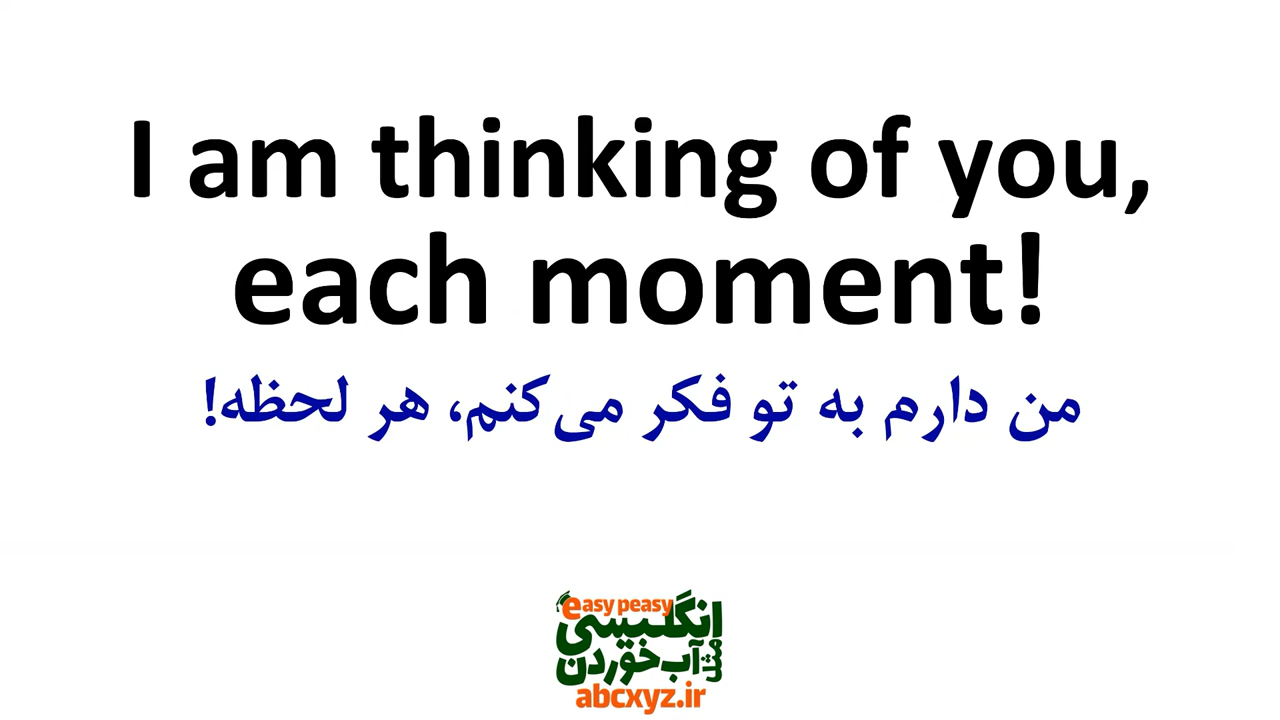 I am thinking of you,
each moment!
من دارم به تو فکر می‌کنم، هر لحظه!
easy peasy
انگلیسی
مثل
آب خوردن
abcxyz.ir